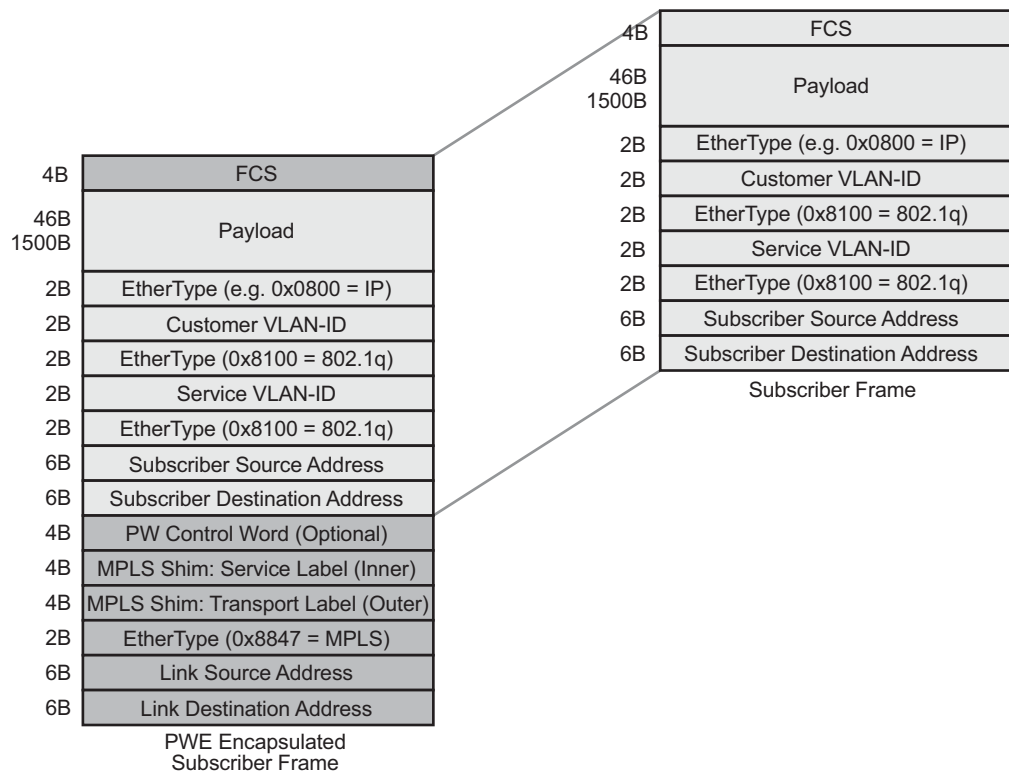 4B FCS
46B
1500B Payload
2B EtherType (e.g. 0x0800 = IP)
2B Customer VLAN-ID
2B EtherType (0x8100 = 802.1q)
2B Service VLAN-ID
2B EtherType (0x8100 = 802.1q)
6B Subscriber Source Address
6B Subscriber Destination Address
4B PW Control Word (Optional)
4B MPLS Shim: Service Label (Inner)
4B MPLS Shim: Transport Label (Outer)
2B EtherType (0x8847 = MPLS)
6B Link Source Address
6B Link Destination Address
PWE Encapsulated
Subscriber Frame
4B FCS
46B
1500B Payload
2B EtherType (e.g. 0x0800 = IP)
2B Customer VLAN-ID
2B EtherType (0x8100 = 802.1q)
2B Service VLAN-ID
2B EtherType (0x8100 = 802.1q)
6B Subscriber Source Address
6B Subscriber Destination Address
Subscriber Frame